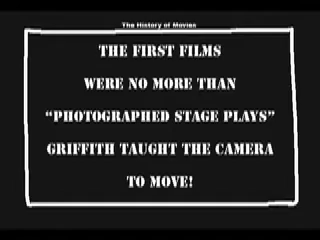 The History of Movies
THE FIRST FILMS
WERE NO MORE THAN
“PHOTOGRAPHED STAGE PLAYS”
GRIFFITH TAUGHT THE CAMERA
TO MOVE!